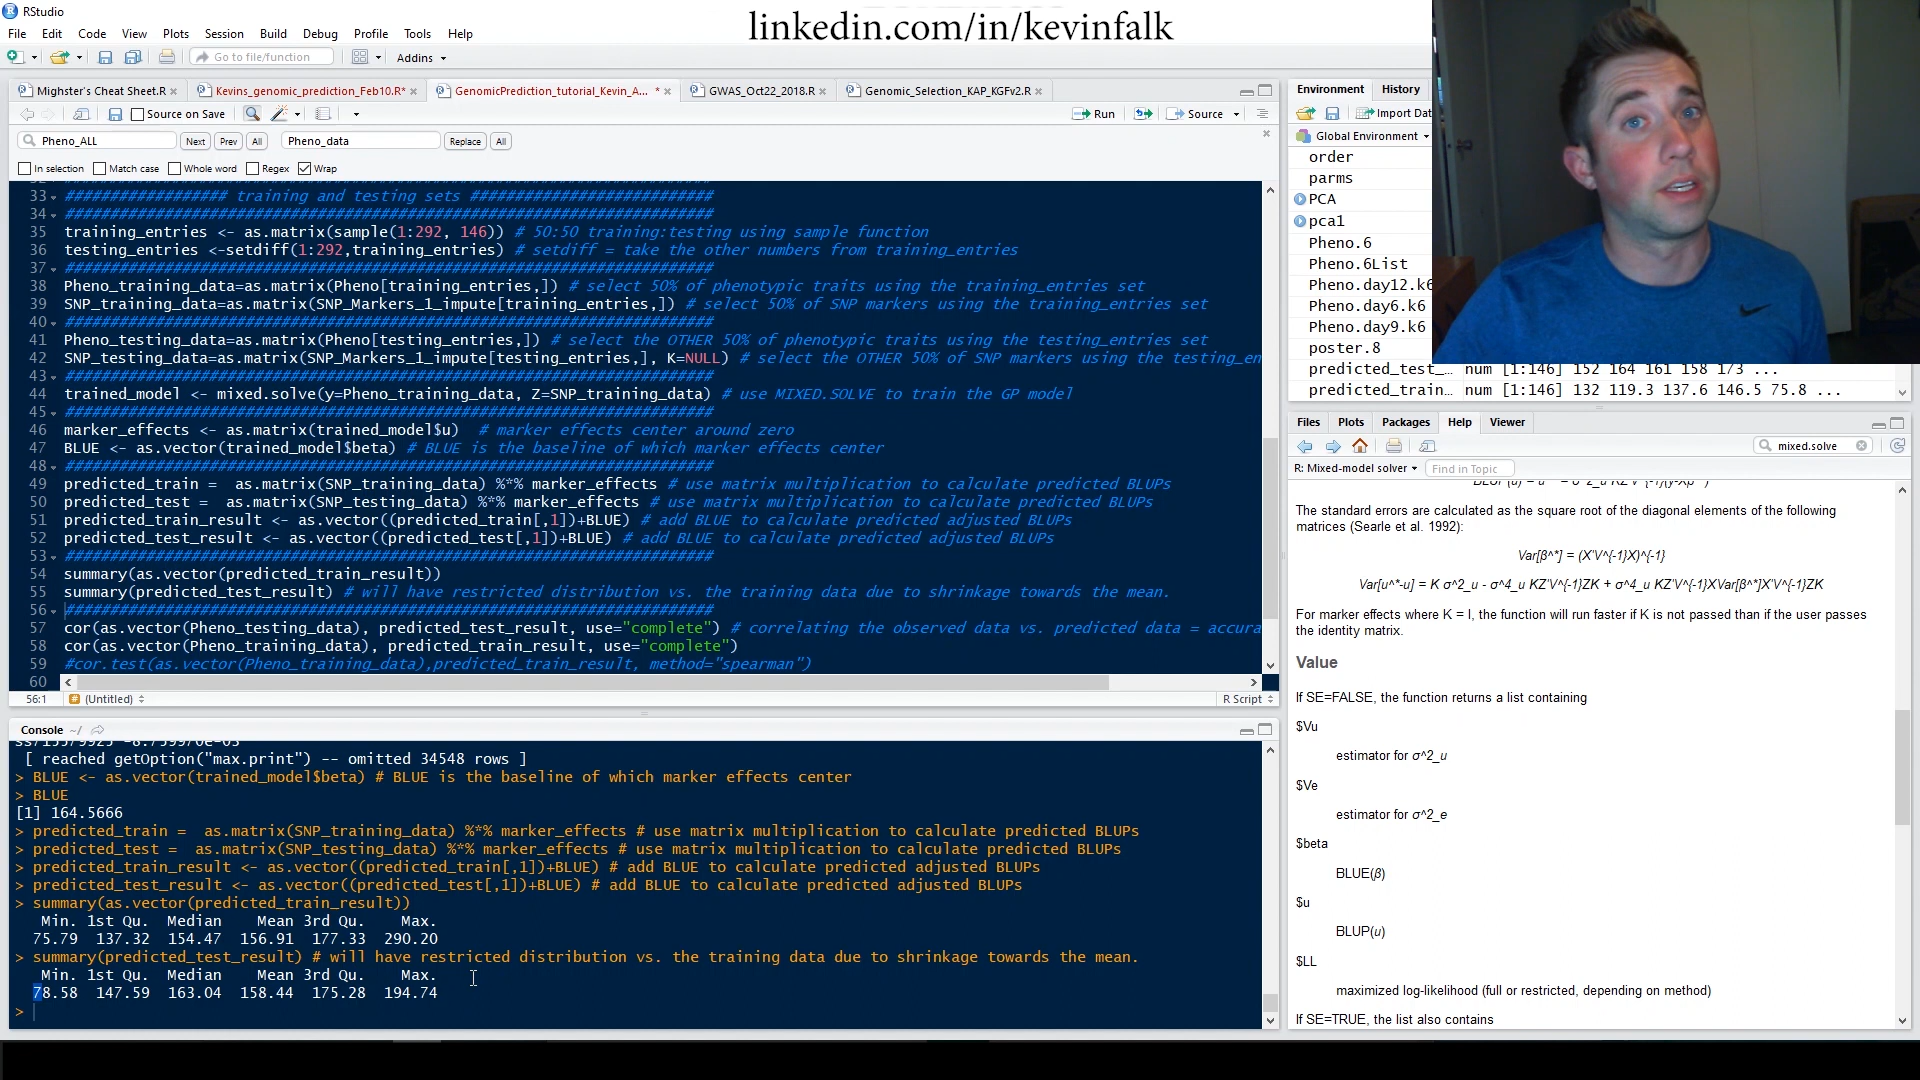 RStudio
linkedin.com/in/kevinfalk
File Edit Code View Plots Session Build Debug Profile Tools Help
Go to file/function Addins
Mighster's Cheat Sheet.R Kevins_genomic_prediction_Feb10.R* GenomicPrediction_tutorial_Kevin_A... * GWAS_Oct22_2018.R Genomic_Selection_KAP_KGFv2.R
Source on Save Run Source
Pheno_ALL Next Prev All Pheno_data Replace All
In selection Match case Whole word Regex Wrap
33 ################## training and testing sets ###########################
34 ########################################################################
35 training_entries <- as.matrix(sample(1:292, 146)) # 50:50 training:testing using sample function
36 testing_entries <-setdiff(1:292,training_entries) # setdiff = take the other numbers from training_entries
37 ########################################################################
38 Pheno_training_data=as.matrix(Pheno[training_entries,]) # select 50% of phenotypic traits using the training_entries set
39 SNP_training_data=as.matrix(SNP_Markers_1_impute[training_entries,]) # select 50% of SNP markers using the training_entries set
40 ########################################################################
41 Pheno_testing_data=as.matrix(Pheno[testing_entries,]) # select the OTHER 50% of phenotypic traits using the testing_entries set
42 SNP_testing_data=as.matrix(SNP_Markers_1_impute[testing_entries,], K=NULL) # select the OTHER 50% of SNP markers using the testing_en
43 ########################################################################
44 trained_model <- mixed.solve(y=Pheno_training_data, Z=SNP_training_data) # use MIXED.SOLVE to train the GP model
45 ########################################################################
46 marker_effects <- as.matrix(trained_model$u) # marker effects center around zero
47 BLUE <- as.vector(trained_model$beta) # BLUE is the baseline of which marker effects center
48 ########################################################################
49 predicted_train = as.matrix(SNP_training_data) %*% marker_effects # use matrix multiplication to calculate predicted BLUPs
50 predicted_test = as.matrix(SNP_testing_data) %*% marker_effects # use matrix multiplication to calculate predicted BLUPs
51 predicted_train_result <- as.vector((predicted_train[,1])+BLUE) # add BLUE to calculate predicted adjusted BLUPs
52 predicted_test_result <- as.vector((predicted_test[,1])+BLUE) # add BLUE to calculate predicted adjusted BLUPs
53 ########################################################################
54 summary(as.vector(predicted_train_result))
55 summary(predicted_test_result) # will have restricted distribution vs. the training data due to shrinkage towards the mean.
56 ########################################################################
57 cor(as.vector(Pheno_testing_data), predicted_test_result, use="complete") # correlating the observed data vs. predicted data = accura
58 cor(as.vector(Pheno_training_data), predicted_train_result, use="complete")
59 #cor.test(as.vector(Pheno_training_data),predicted_train_result, method="spearman")
60
56:1 (Untitled) R Script
Console ~/
[ reached getOption("max.print") -- omitted 34548 rows ]
> BLUE <- as.vector(trained_model$beta) # BLUE is the baseline of which marker effects center
> BLUE
[1] 164.5666
> predicted_train = as.matrix(SNP_training_data) %*% marker_effects # use matrix multiplication to calculate predicted BLUPs
> predicted_test = as.matrix(SNP_testing_data) %*% marker_effects # use matrix multiplication to calculate predicted BLUPs
> predicted_train_result <- as.vector((predicted_train[,1])+BLUE) # add BLUE to calculate predicted adjusted BLUPs
> predicted_test_result <- as.vector((predicted_test[,1])+BLUE) # add BLUE to calculate predicted adjusted BLUPs
> summary(as.vector(predicted_train_result))
Min. 1st Qu. Median Mean 3rd Qu. Max.
75.79 137.32 154.47 156.91 177.33 290.20
> summary(predicted_test_result) # will have restricted distribution vs. the training data due to shrinkage towards the mean.
Min. 1st Qu. Median Mean 3rd Qu. Max.
78.58 147.59 163.04 158.44 175.28 194.74
>
Environment History
Import Dat
Global Environment
order
parms
PCA
pca1
Pheno.6
Pheno.6List
Pheno.day12.k6
Pheno.day6.k6
Pheno.day9.k6
poster.8
predicted_test_… num [1:146] 152 164 161 158 173 ...
predicted_train… num [1:146] 132 119.3 137.6 146.5 75.8 ...
Files Plots Packages Help Viewer
mixed.solve
R: Mixed-model solver Find in Topic
The standard errors are calculated as the square root of the diagonal elements of the following
matrices (Searle et al. 1992):
Var[β^*] = (X'V^{-1}X)^{-1}
Var[u^*-u] = K σ^2_u - σ^4_u KZ'V^{-1}ZK + σ^4_u KZ'V^{-1}XVar[β^*]X'V^{-1}ZK
For marker effects where K = I, the function will run faster if K is not passed than if the user passes
the identity matrix.
Value
If SE=FALSE, the function returns a list containing
$Vu
estimator for σ^2_u
$Ve
estimator for σ^2_e
$beta
BLUE(β)
$u
BLUP(u)
$LL
maximized log-likelihood (full or restricted, depending on method)
If SE=TRUE, the list also contains